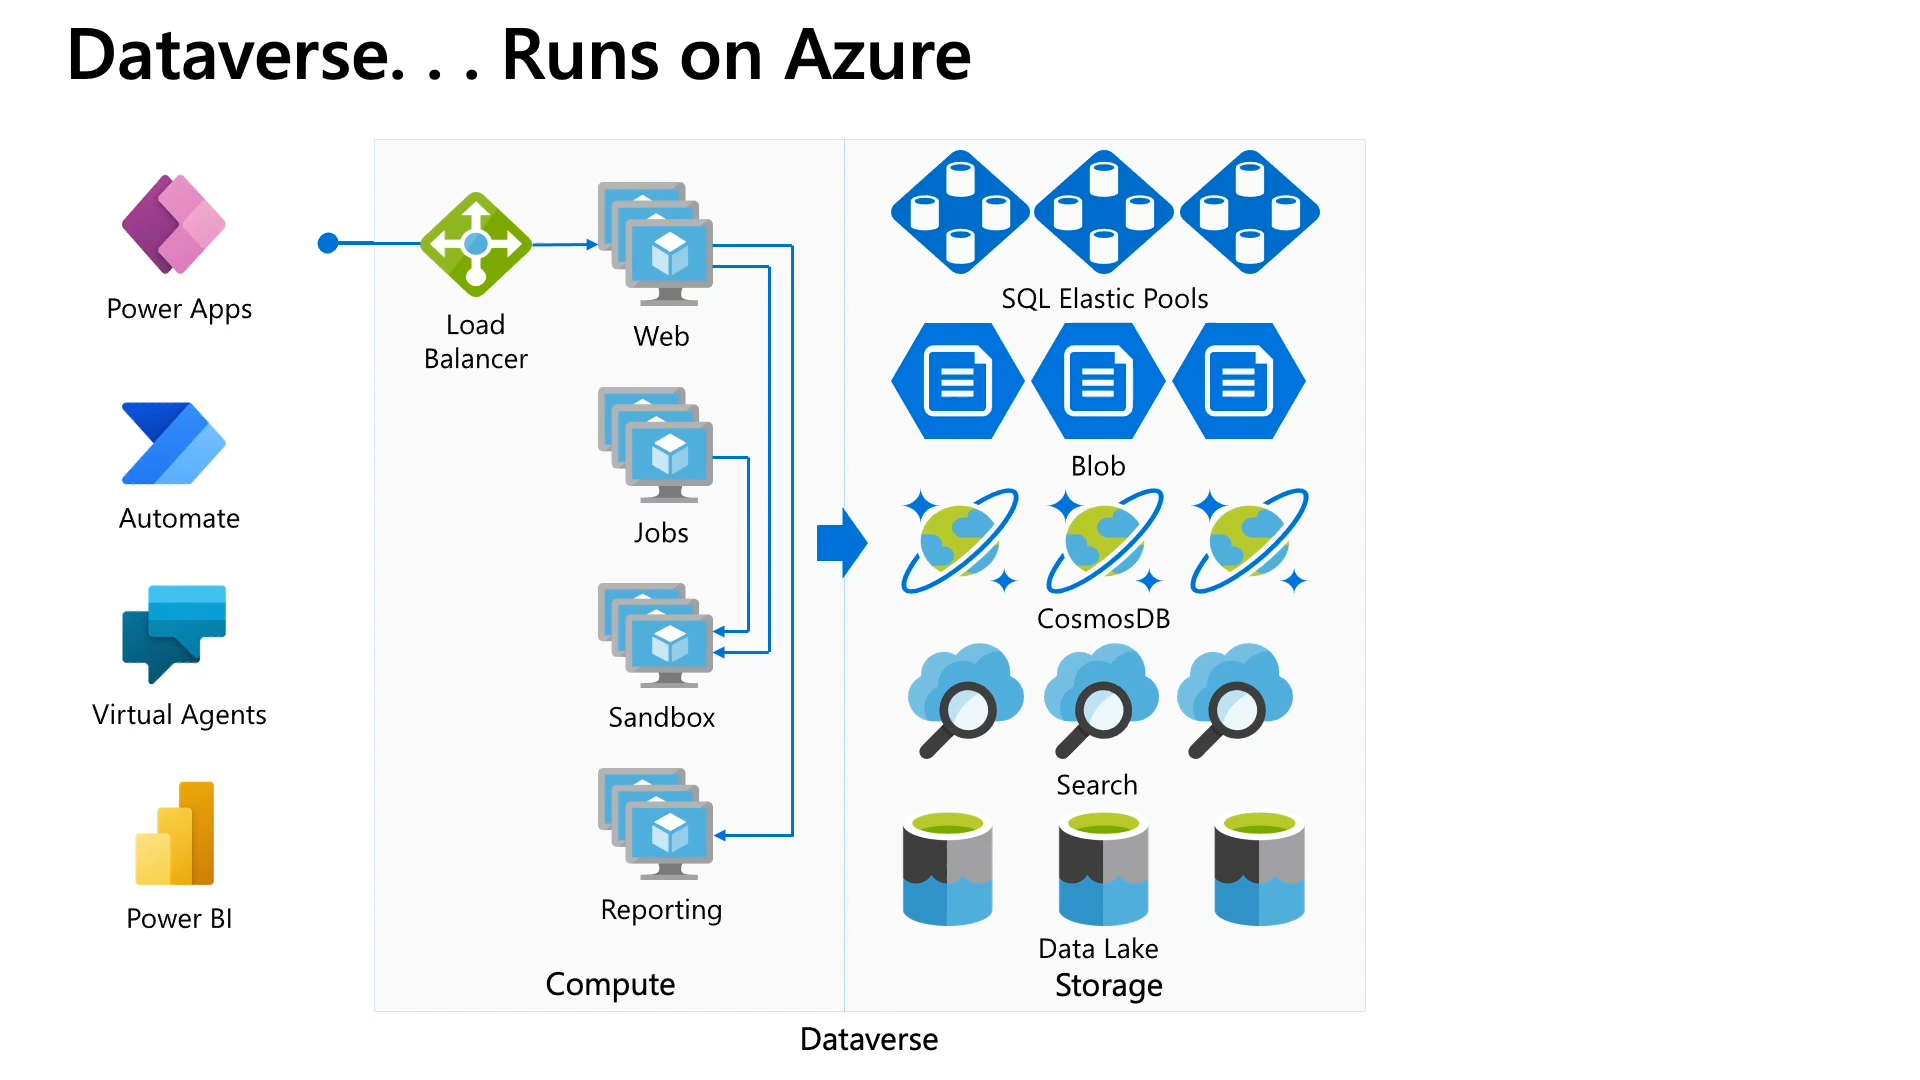 Dataverse. . . Runs on Azure
Power Apps
Automate
Virtual Agents
Power BI
Load
Balancer
Web
Jobs
Sandbox
Reporting
Compute
SQL Elastic Pools
Blob
CosmosDB
Search
Data Lake
Storage
Dataverse